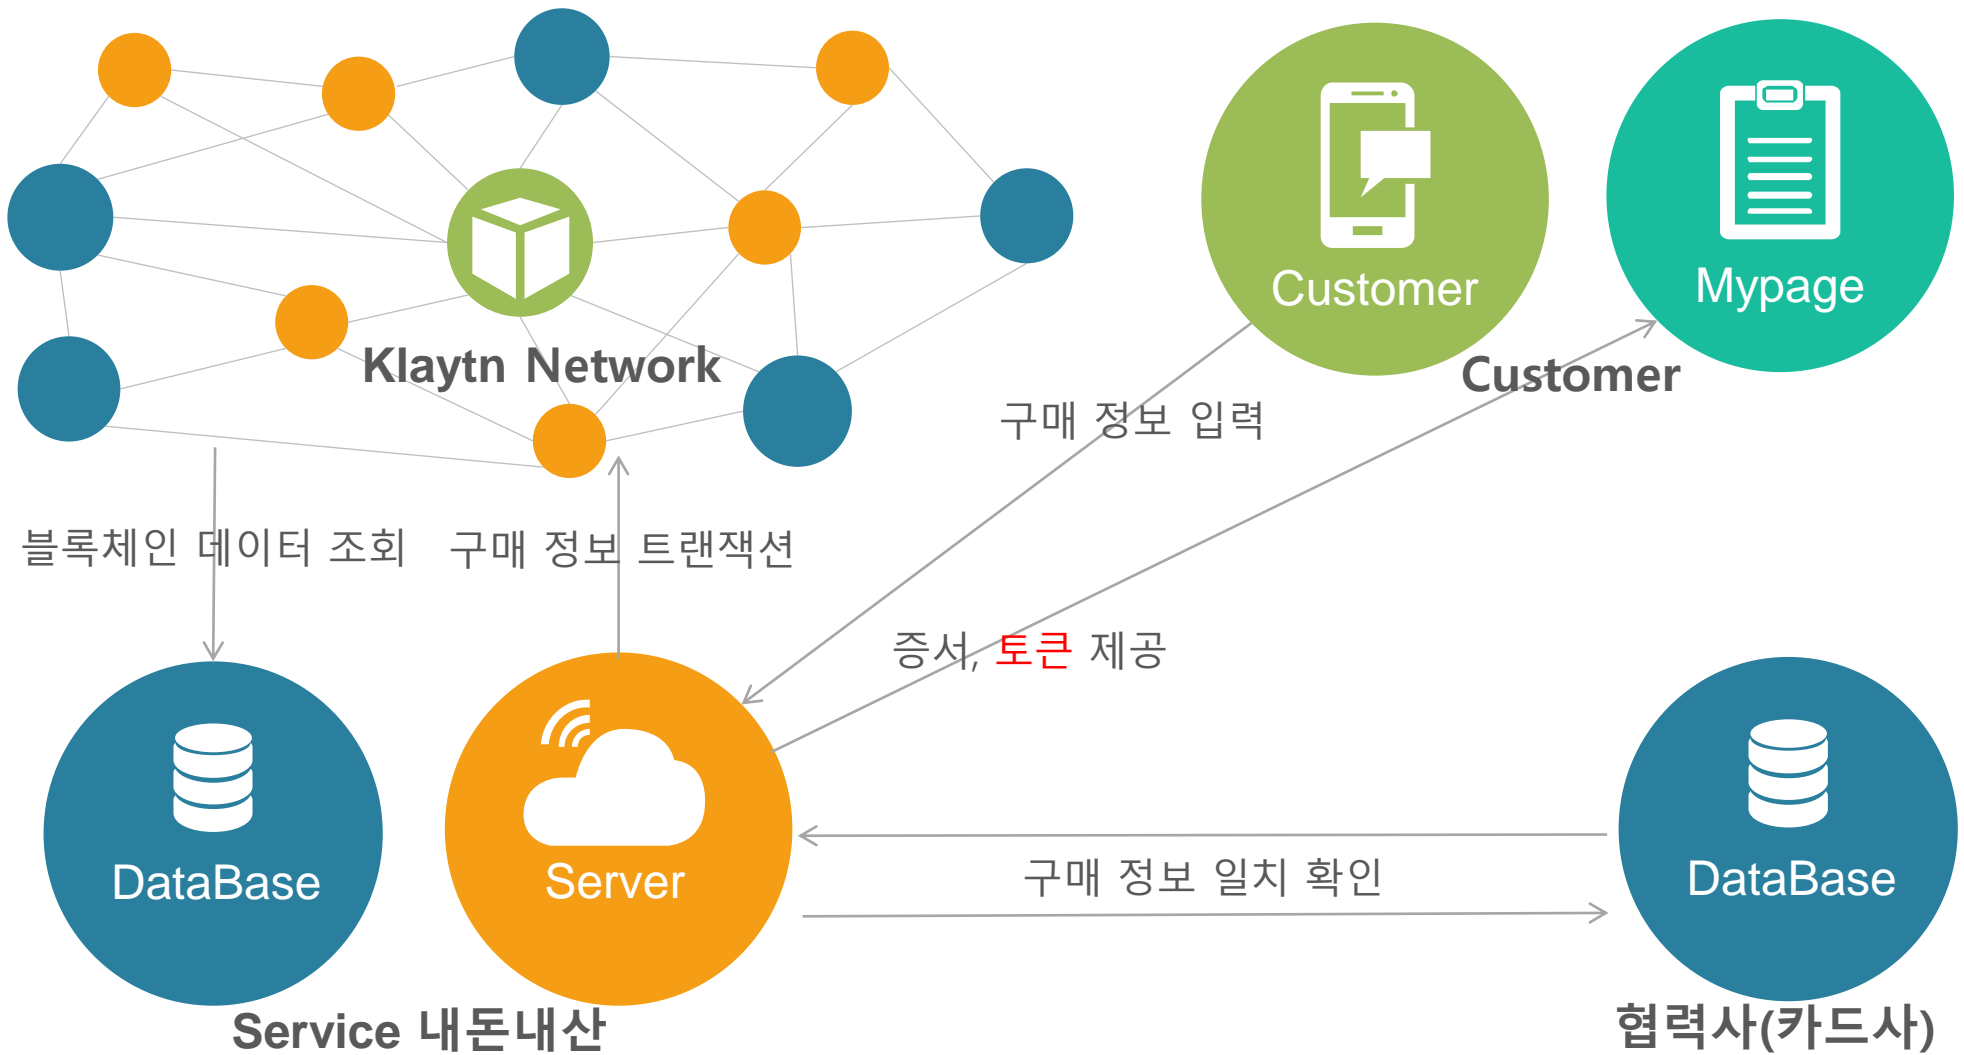 Customer
Mypage
Klaytn Network
Customer
구매 정보 입력
블록체인 데이터 조회
구매 정보 트랜잭션
증서, 토큰 제공
DataBase
Server
구매 정보 일치 확인
DataBase
Service 내돈내산
협력사(카드사)